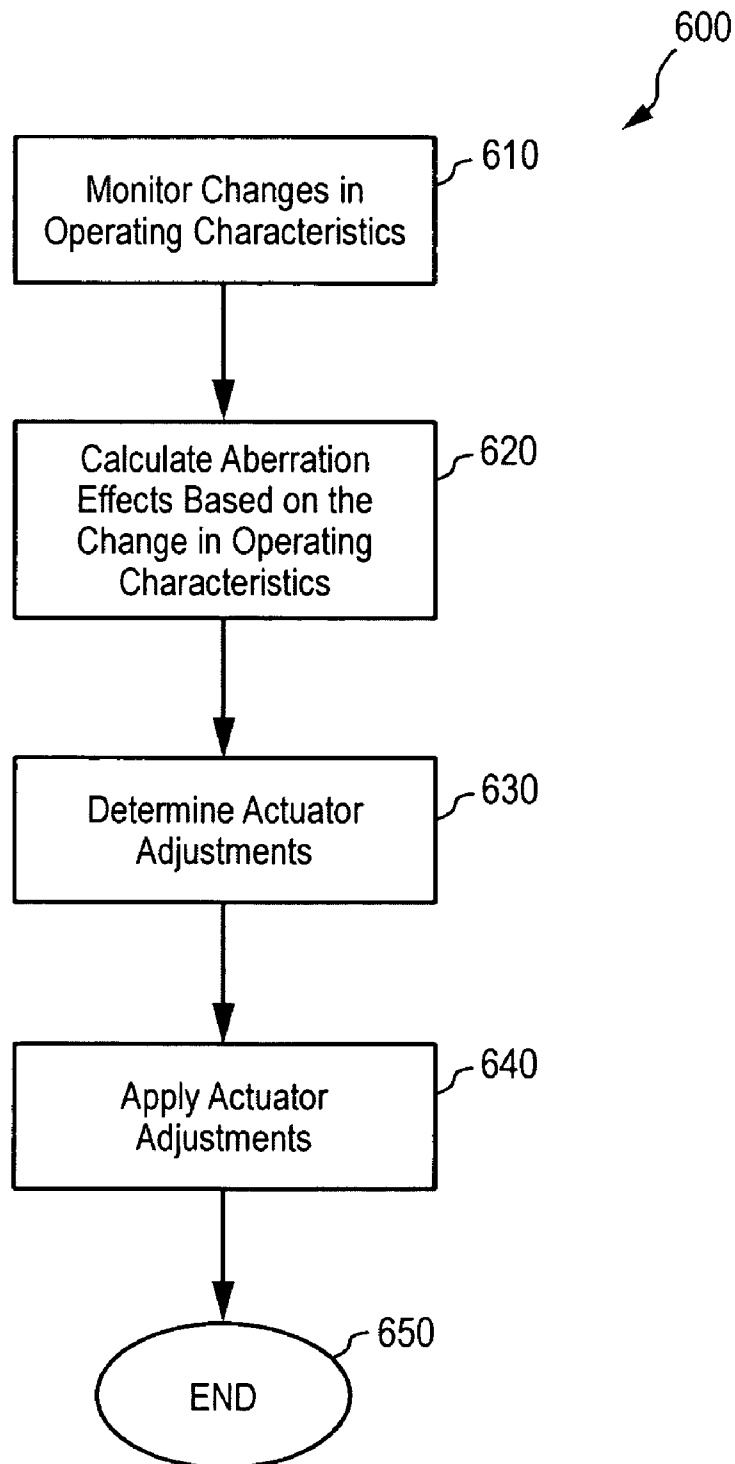 600
610
Monitor Changes in
Operating Characteristics
620
Calculate Aberration
Effects Based on the
Change in Operating
Characteristics
630
Determine Actuator
Adjustments
640
Apply Actuator
Adjustments
650
END